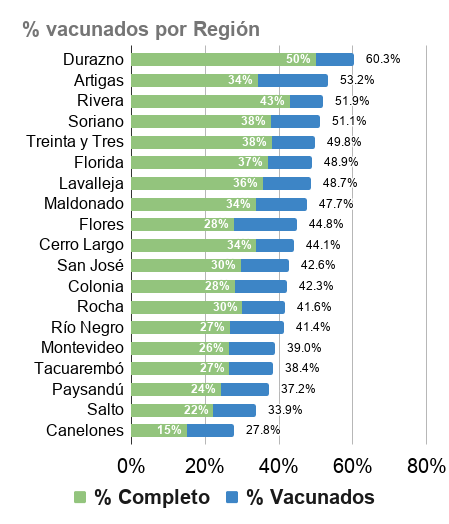 % vacunados por Región
Durazno 50% 60.3%
Artigas 34% 53.2%
Rivera 43% 51.9%
Soriano 38% 51.1%
Treinta y Tres 38% 49.8%
Florida 37% 48.9%
Lavalleja 36% 48.7%
Maldonado 34% 47.7%
Flores 28% 44.8%
Cerro Largo 34% 44.1%
San José 30% 42.6%
Colonia 28% 42.3%
Rocha 30% 41.6%
Río Negro 27% 41.4%
Montevideo 26% 39.0%
Tacuarembó 27% 38.4%
Paysandú 24% 37.2%
Salto 22% 33.9%
Canelones 15% 27.8%
0% 20% 40% 60% 80%
% Completo % Vacunados